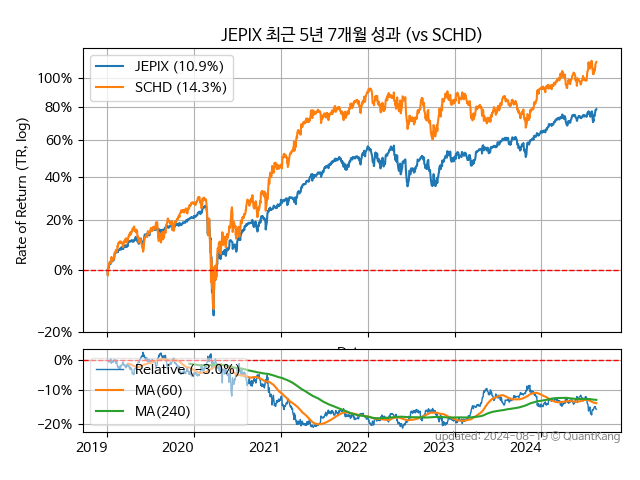 JEPIX 최근 5년 7개월 성과 (vs SCHD)
JEPIX (10.9%)
SCHD (14.3%)
Rate of Return (TR, log)
100%
80%
60%
40%
20%
0%
−20%
0%
−10%
−20%
Relative (−3.0%)
MA(60)
MA(240)
2019
2020
2021
2022
2023
2024
updated: 2024-08-19 © QuantKang